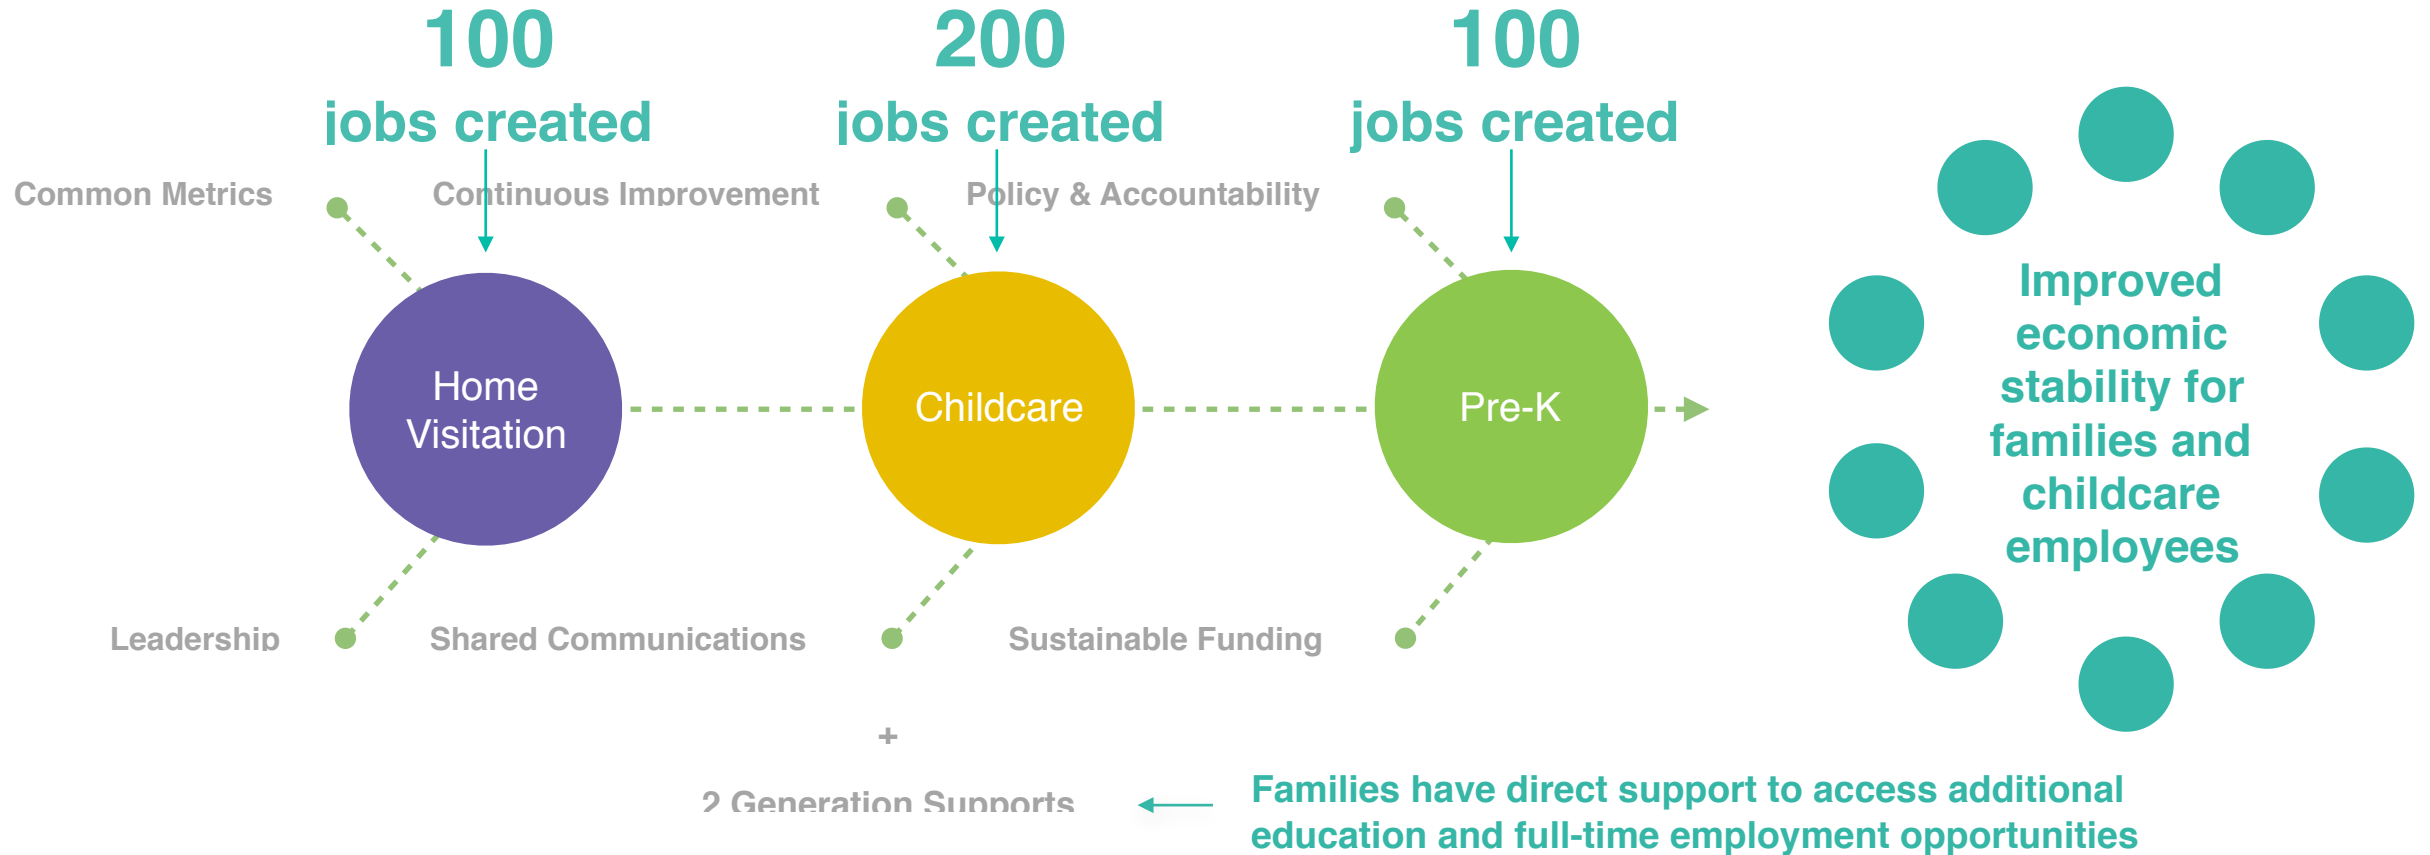 100
jobs created
200
jobs created
100
jobs created
Common Metrics
Continuous Improvement
Policy & Accountability
Home
Visitation
Childcare
Pre-K
Improved
economic
stability for
families and
childcare
employees
Leadership
Shared Communications
Sustainable Funding
+
2 Generation Supports
Families have direct support to access additional
education and full-time employment opportunities